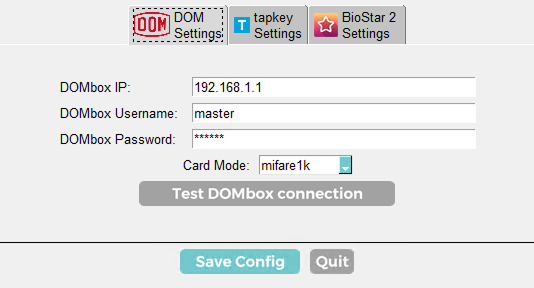 DOM DOM Settings
T tapkey Settings
BioStar 2 Settings
DOMbox IP: 192.168.1.1
DOMbox Username: master
DOMbox Password: ******
Card Mode: mifare1k
Test DOMbox connection
Save Config Quit